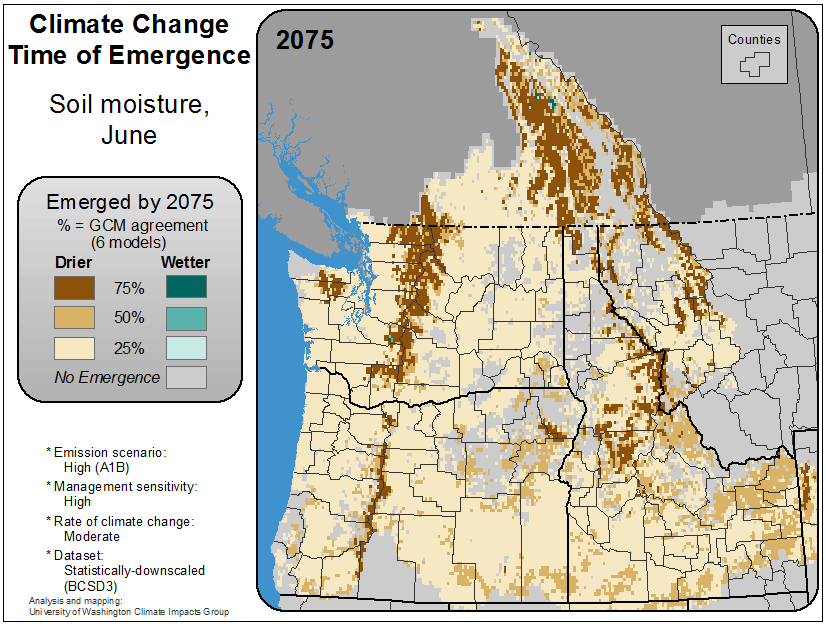 Climate Change
Time of Emergence
Soil moisture,
June
2075
Counties
Emerged by 2075
% = GCM agreement
(6 models)
Drier Wetter
75%
50%
25%
No Emergence
* Emission scenario:
High (A1B)
* Management sensitivity:
High
* Rate of climate change:
Moderate
* Dataset:
Statistically-downscaled
(BCSD3)
Analysis and mapping:
University of Washington Climate Impacts Group